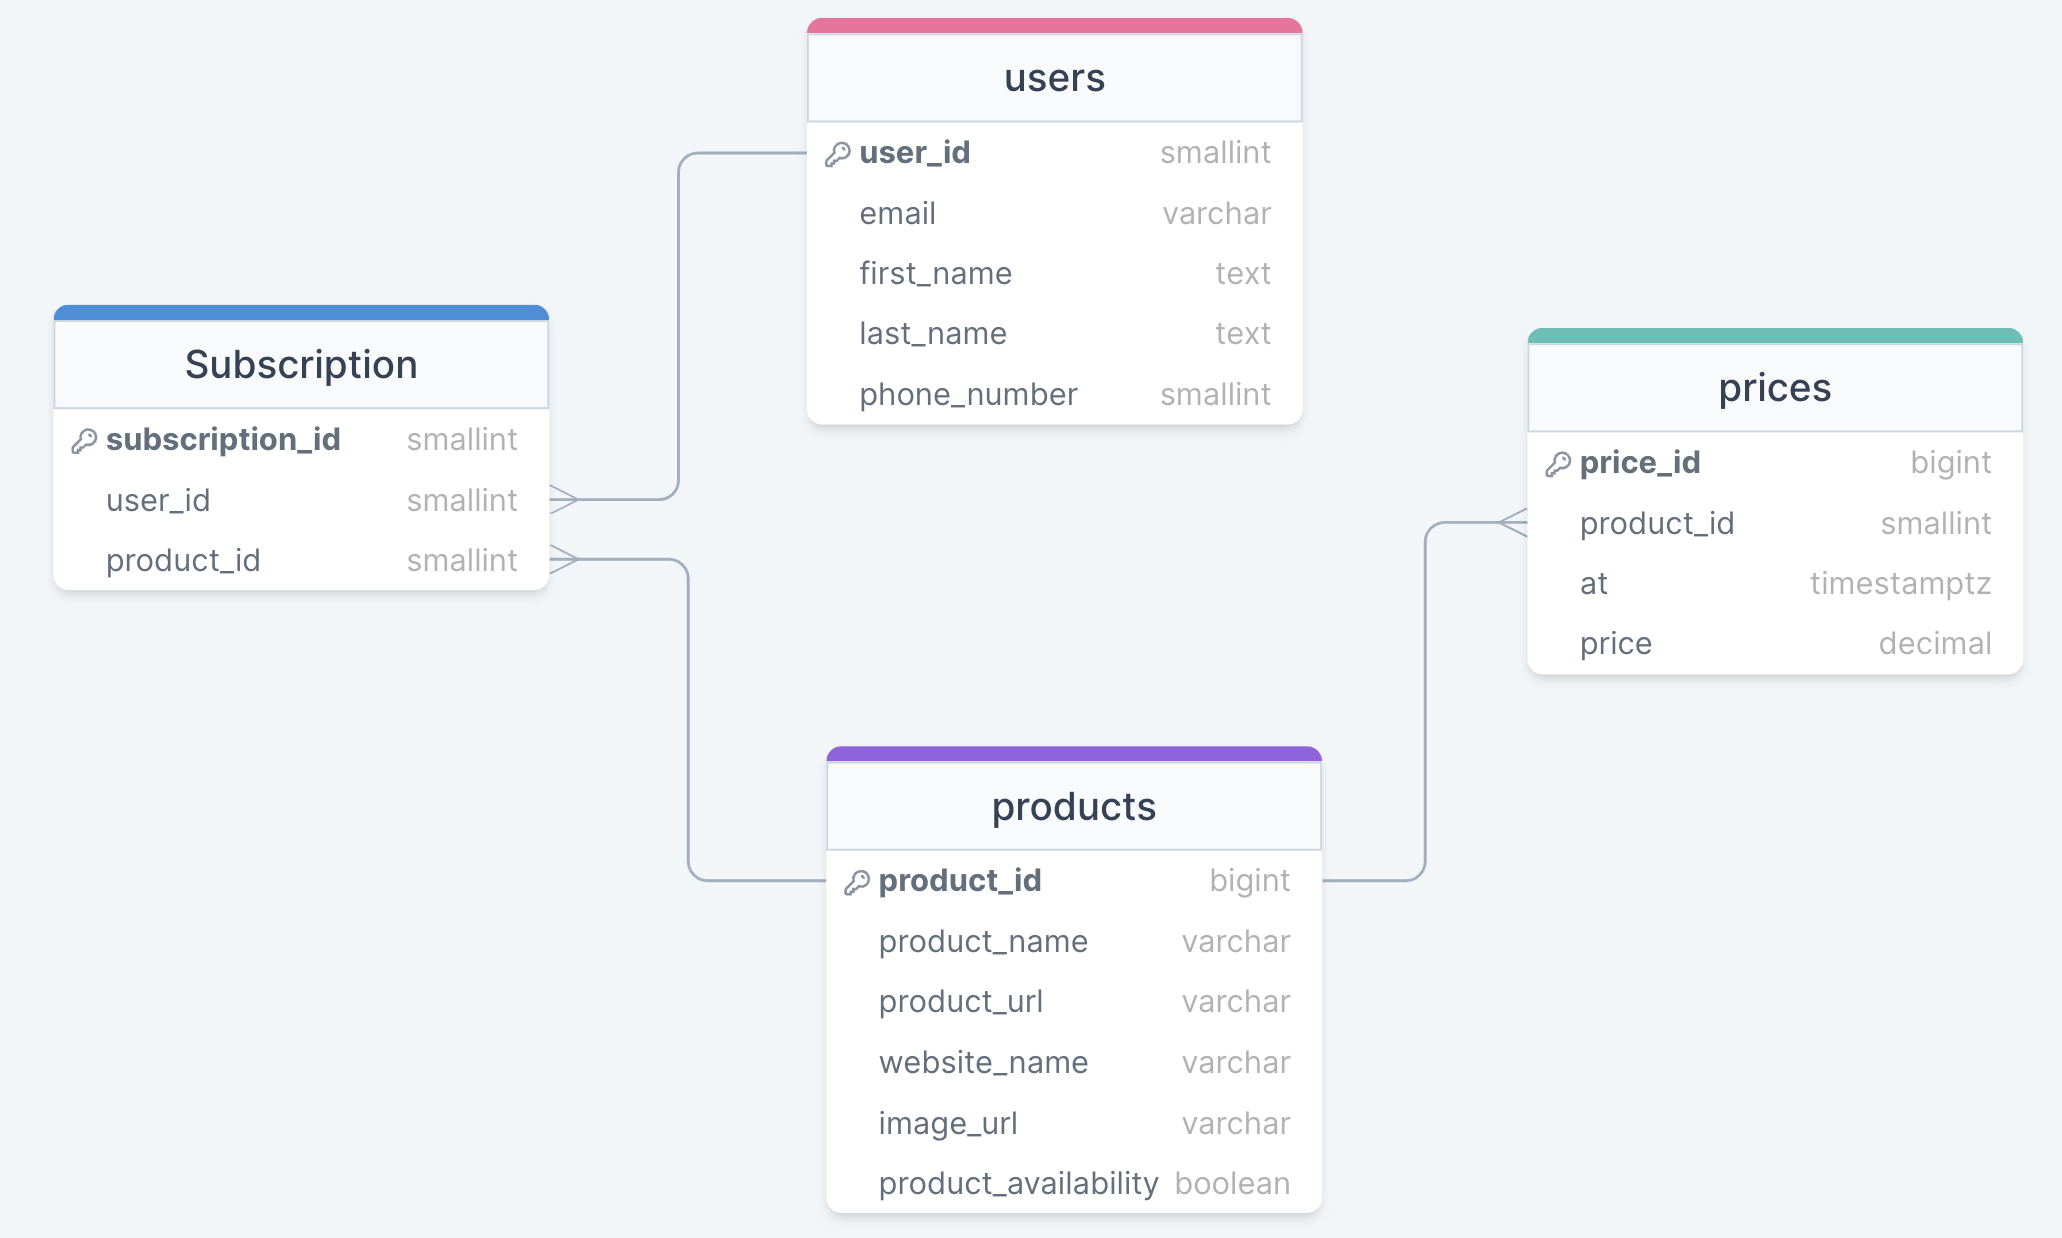 users
user_id smallint
email varchar
first_name text
last_name text
phone_number smallint
Subscription
subscription_id smallint
user_id smallint
product_id smallint
prices
price_id bigint
product_id smallint
at timestamptz
price decimal
products
product_id bigint
product_name varchar
product_url varchar
website_name varchar
image_url varchar
product_availability boolean